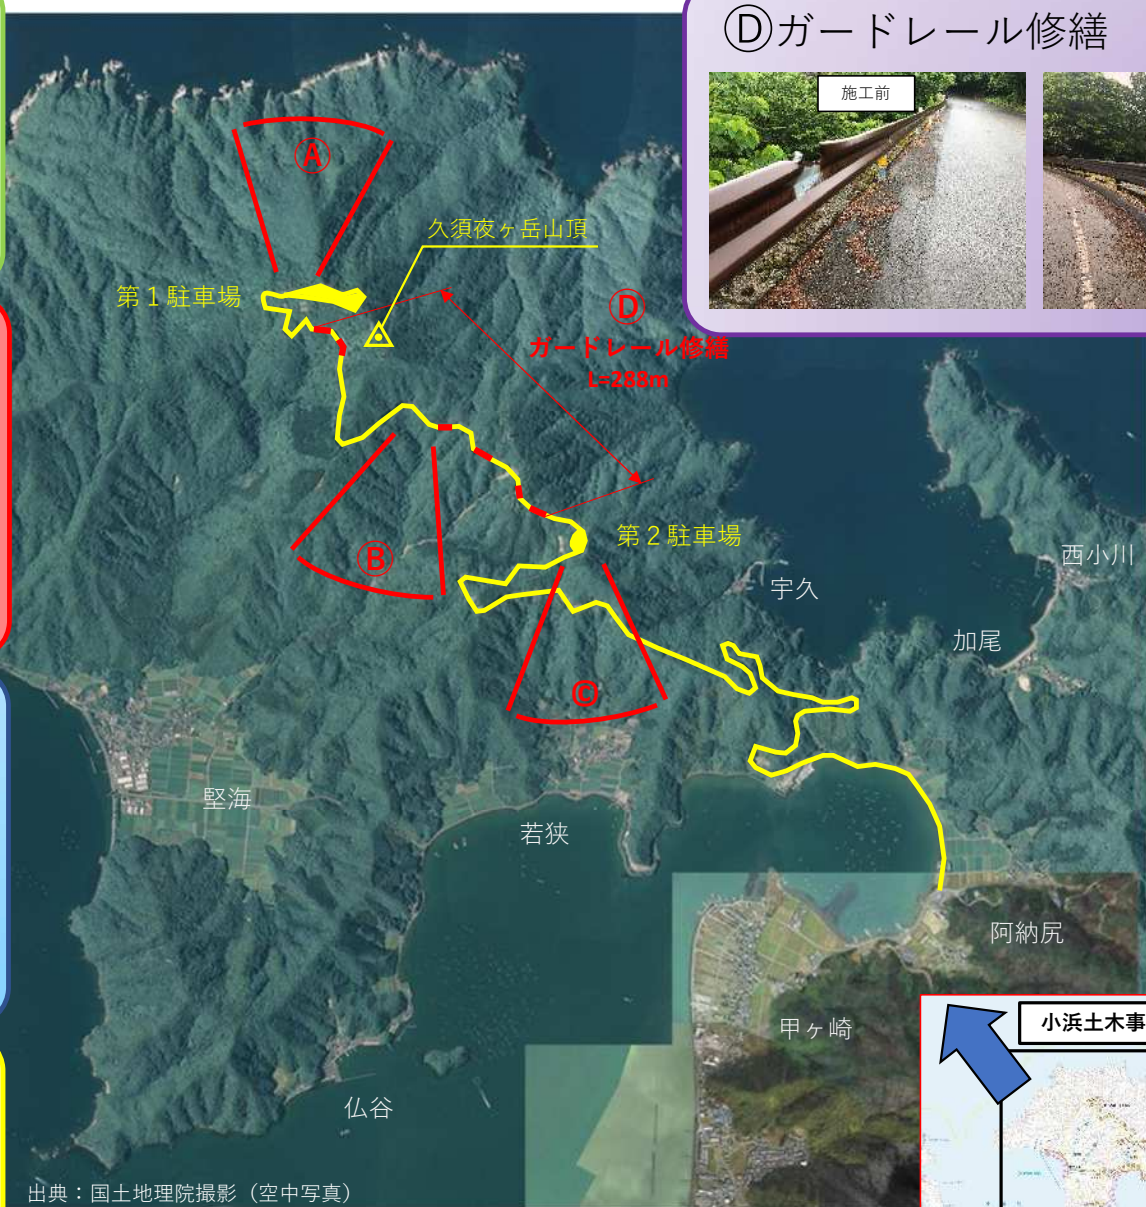 Ⓓガードレール修繕
施工前
Ⓐ
久須夜ヶ岳山頂
第１駐車場
Ⓓ
ガードレール修繕
L=288m
第２駐車場
Ⓑ
宇久
西小川
加尾
Ⓒ
堅海
若狭
阿納尻
甲ヶ崎
小浜土木事
仏谷
出典：国土地理院撮影（空中写真）